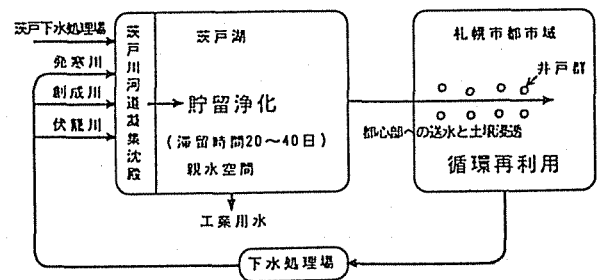 茨戸下水処理場
発寒川
創成川
伏籠川
茨戸川河道凝集沈殿
茨戸湖
貯留浄化
(滞留時間20〜40日)
親水空間
工業用水
札幌市都市域
井戸群
都心部への送水と土壌浸透
循環再利用
下水処理場